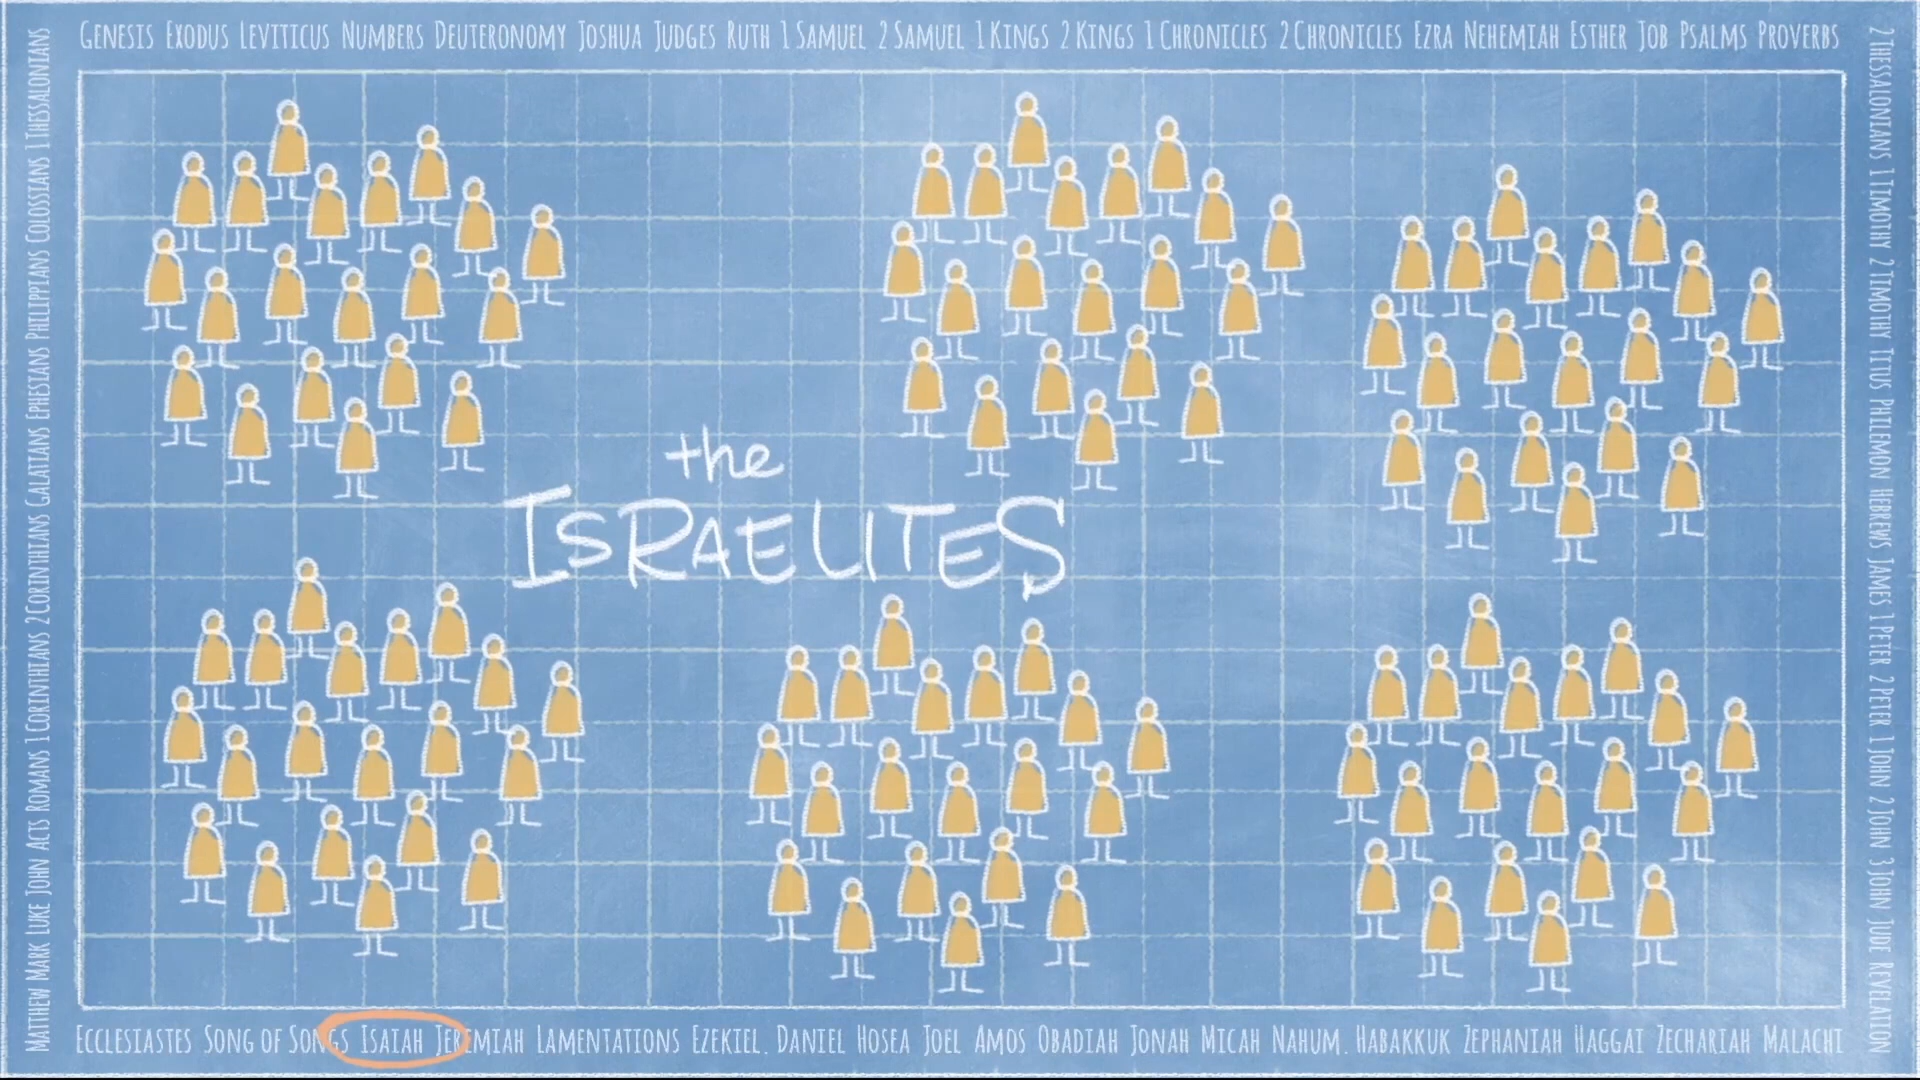 GENESIS EXODUS LEVITICUS NUMBERS DEUTERONOMY JOSHUA JUDGES RUTH 1 SAMUEL 2 SAMUEL 1 KINGS 2 KINGS 1 CHRONICLES 2 CHRONICLES EZRA NEHEMIAH ESTHER JOB PSALMS PROVERBS
the
ISRAELITES
ECCLESIASTES SONG OF SONGS ISAIAH JEREMIAH LAMENTATIONS EZEKIEL. DANIEL HOSEA JOEL AMOS OBADIAH JONAH MICAH NAHUM. HABAKKUK ZEPHANIAH HAGGAI ZECHARIAH MALACHI
MATTHEW MARK LUKE JOHN ACTS ROMANS 1 CORINTHIANS 2 CORINTHIANS GALATIANS EPHESIANS PHILIPPIANS COLOSSIANS 1 THESSALONIANS
2 THESSALONIANS 1 TIMOTHY 2 TIMOTHY TITUS PHILEMON HEBREWS JAMES 1 PETER 2 PETER 1 JOHN 2 JOHN 3 JOHN JUDE REVELATION